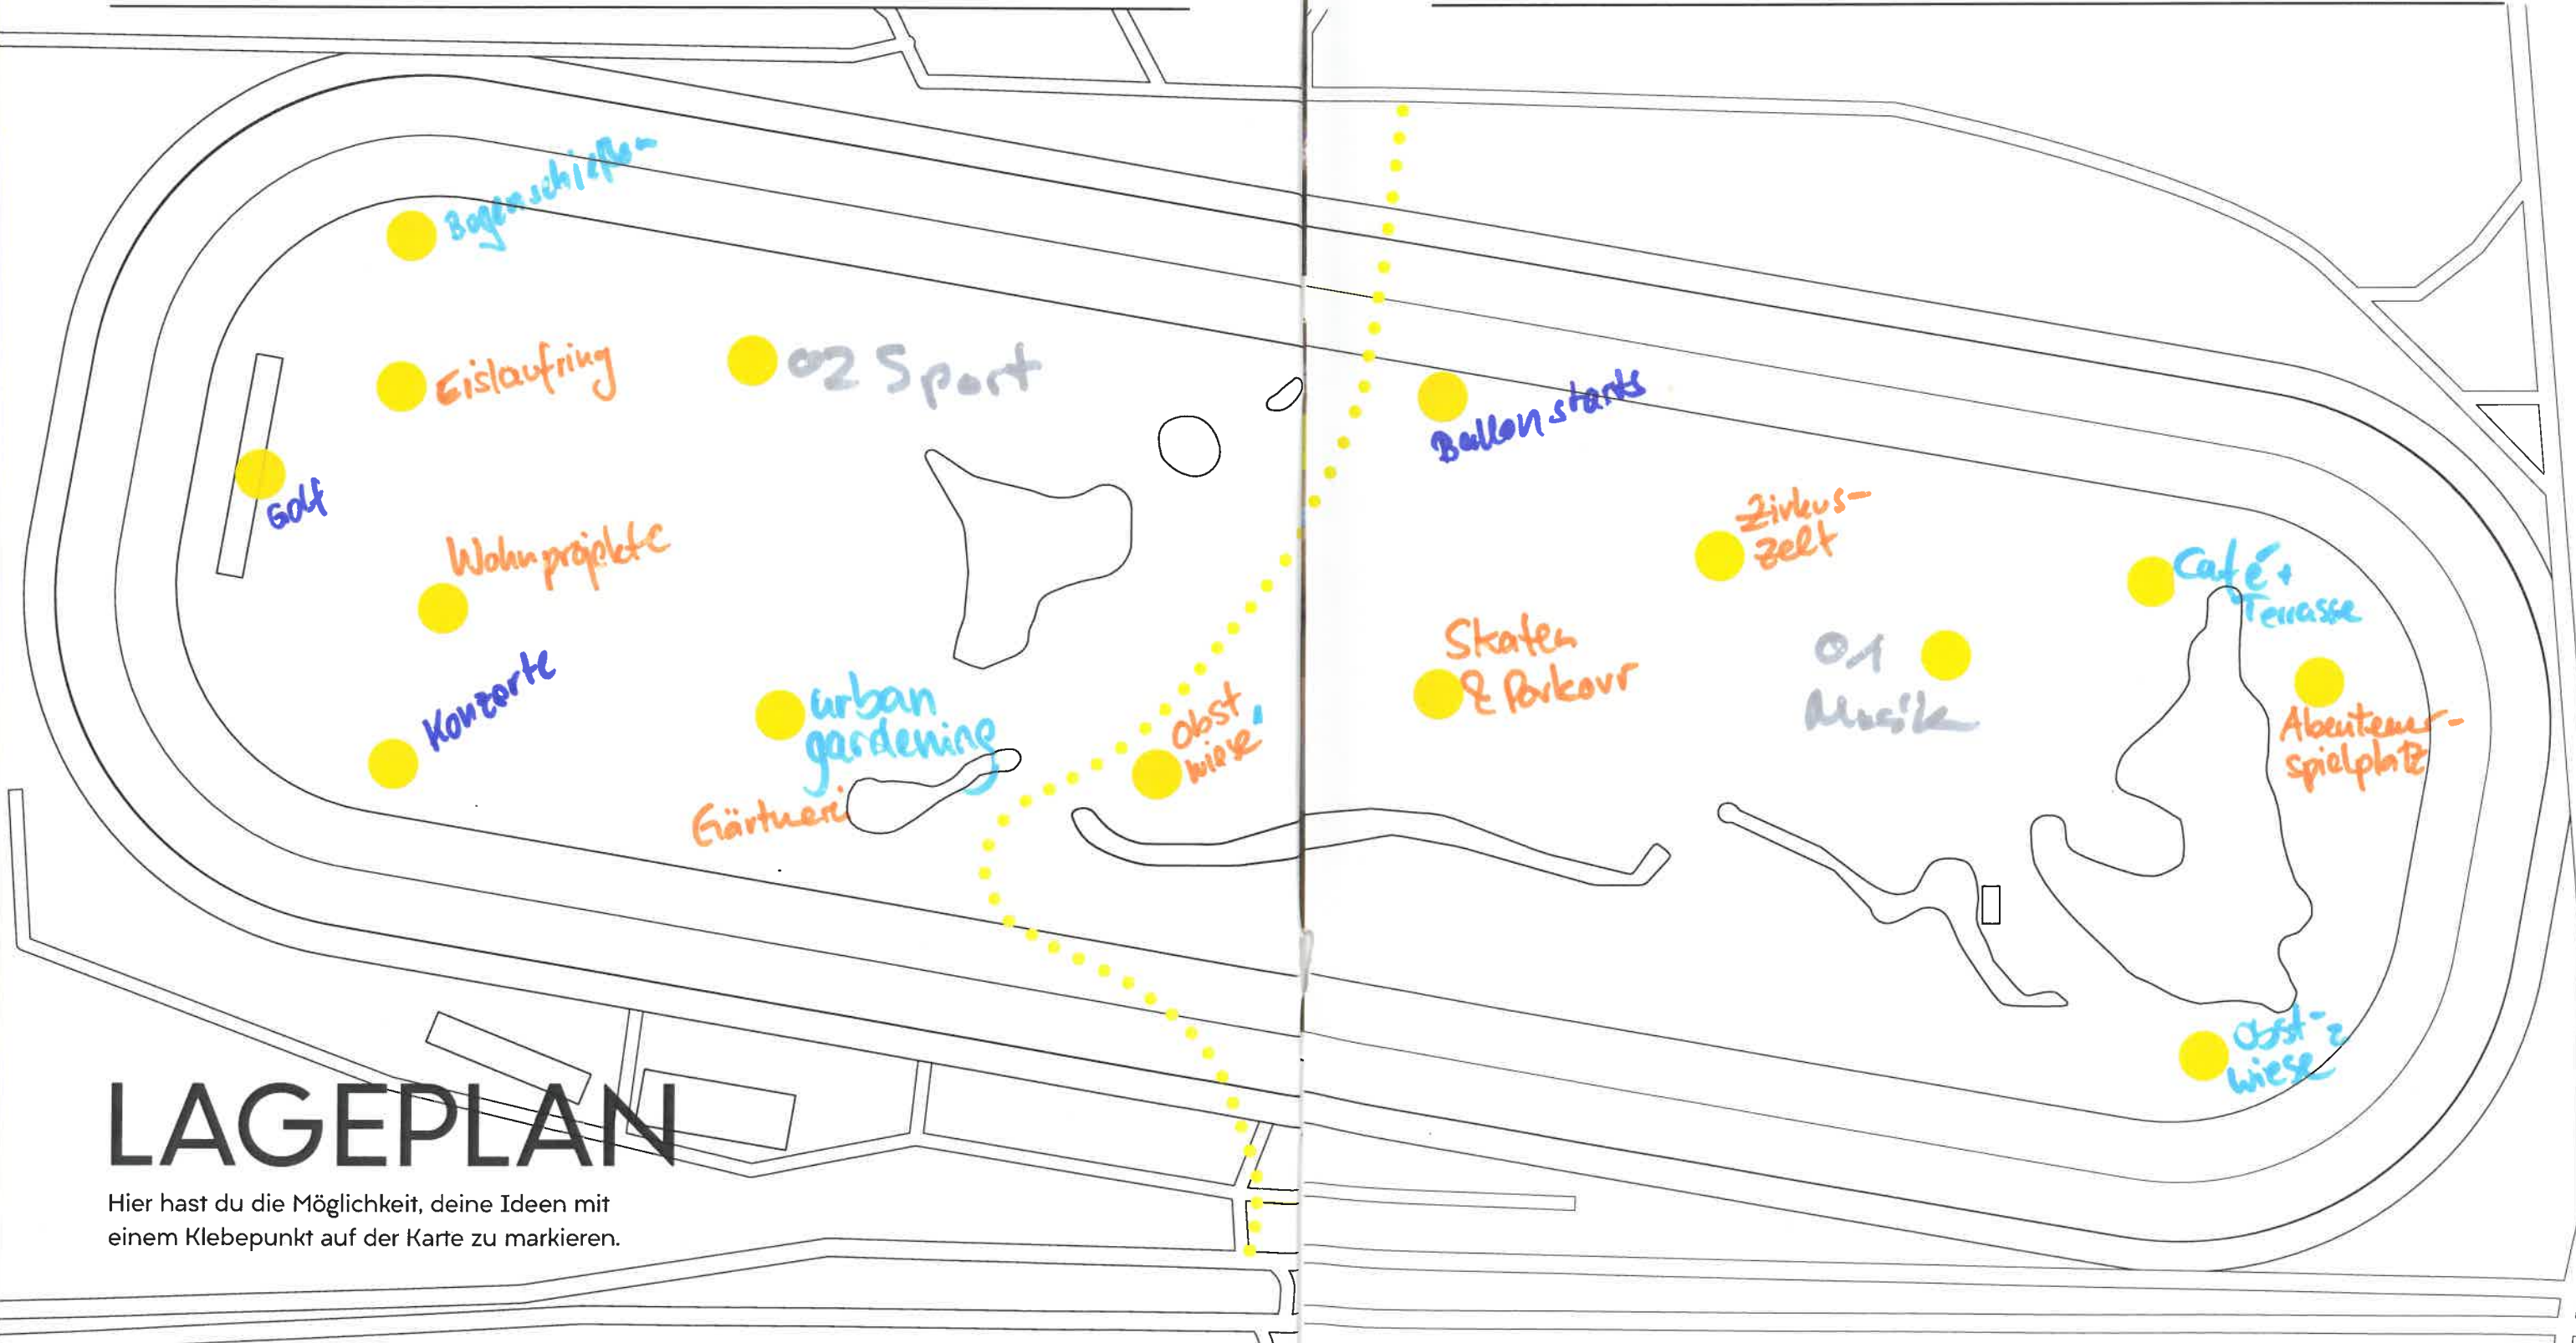 Bogenschießen
Eislaufring
02 Sport
Golf
Wohnprojekte
Konzerte
urban
gardening
Gärtnerei
Obst
wiese
Ballonstarts
Zirkus-
zelt
Skaten
& Parkour
01
Musik
Café +
Terrasse
Abenteuer-
spielplatz
Obst-
wiese
LAGEPLAN
Hier hast du die Möglichkeit, deine Ideen mit
einem Klebepunkt auf der Karte zu markieren.